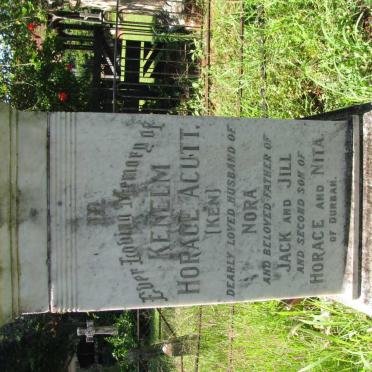 IN
Ever Loving Memory of
KENELM
HORACE ACUTT.
[KEN]
DEARLY LOVED HUSBAND OF
NORA
AND BELOVED FATHER OF
JACK AND JILL
AND SECOND SON OF
HORACE AND NITA
OF DURBAN.